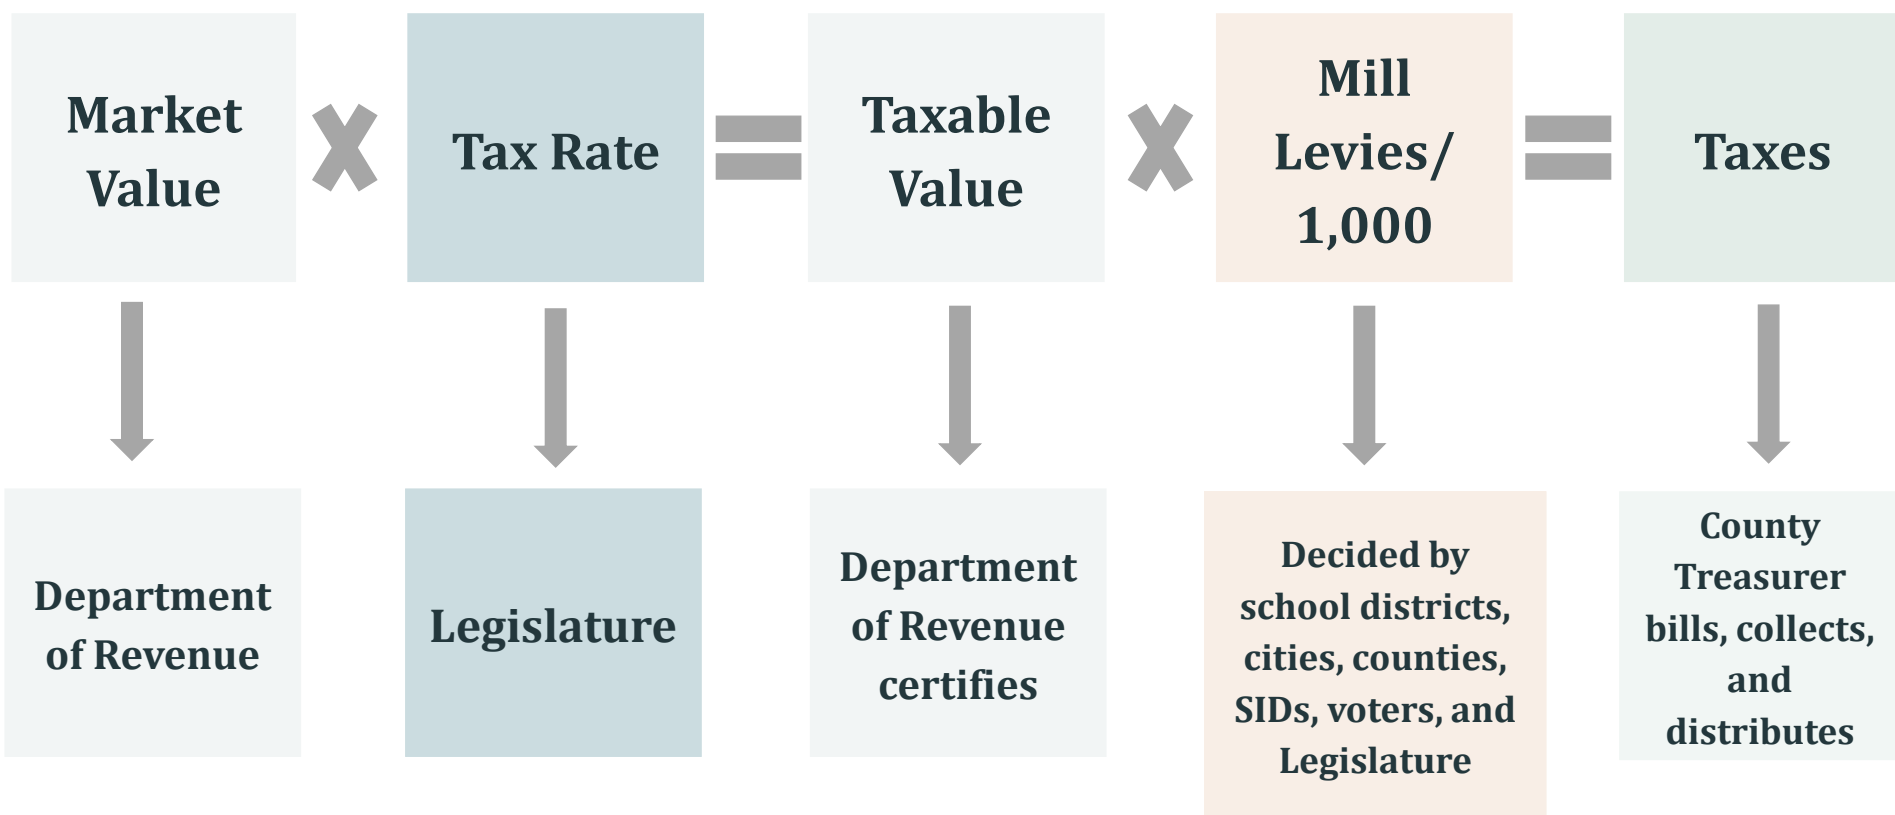 Market
Value
Tax Rate
Taxable
Value
Mill
Levies/
1,000
Taxes
Department
of Revenue
Legislature
Department
of Revenue
certifies
Decided by
school districts,
cities, counties,
SIDs, voters, and
Legislature
County
Treasurer
bills, collects,
and
distributes